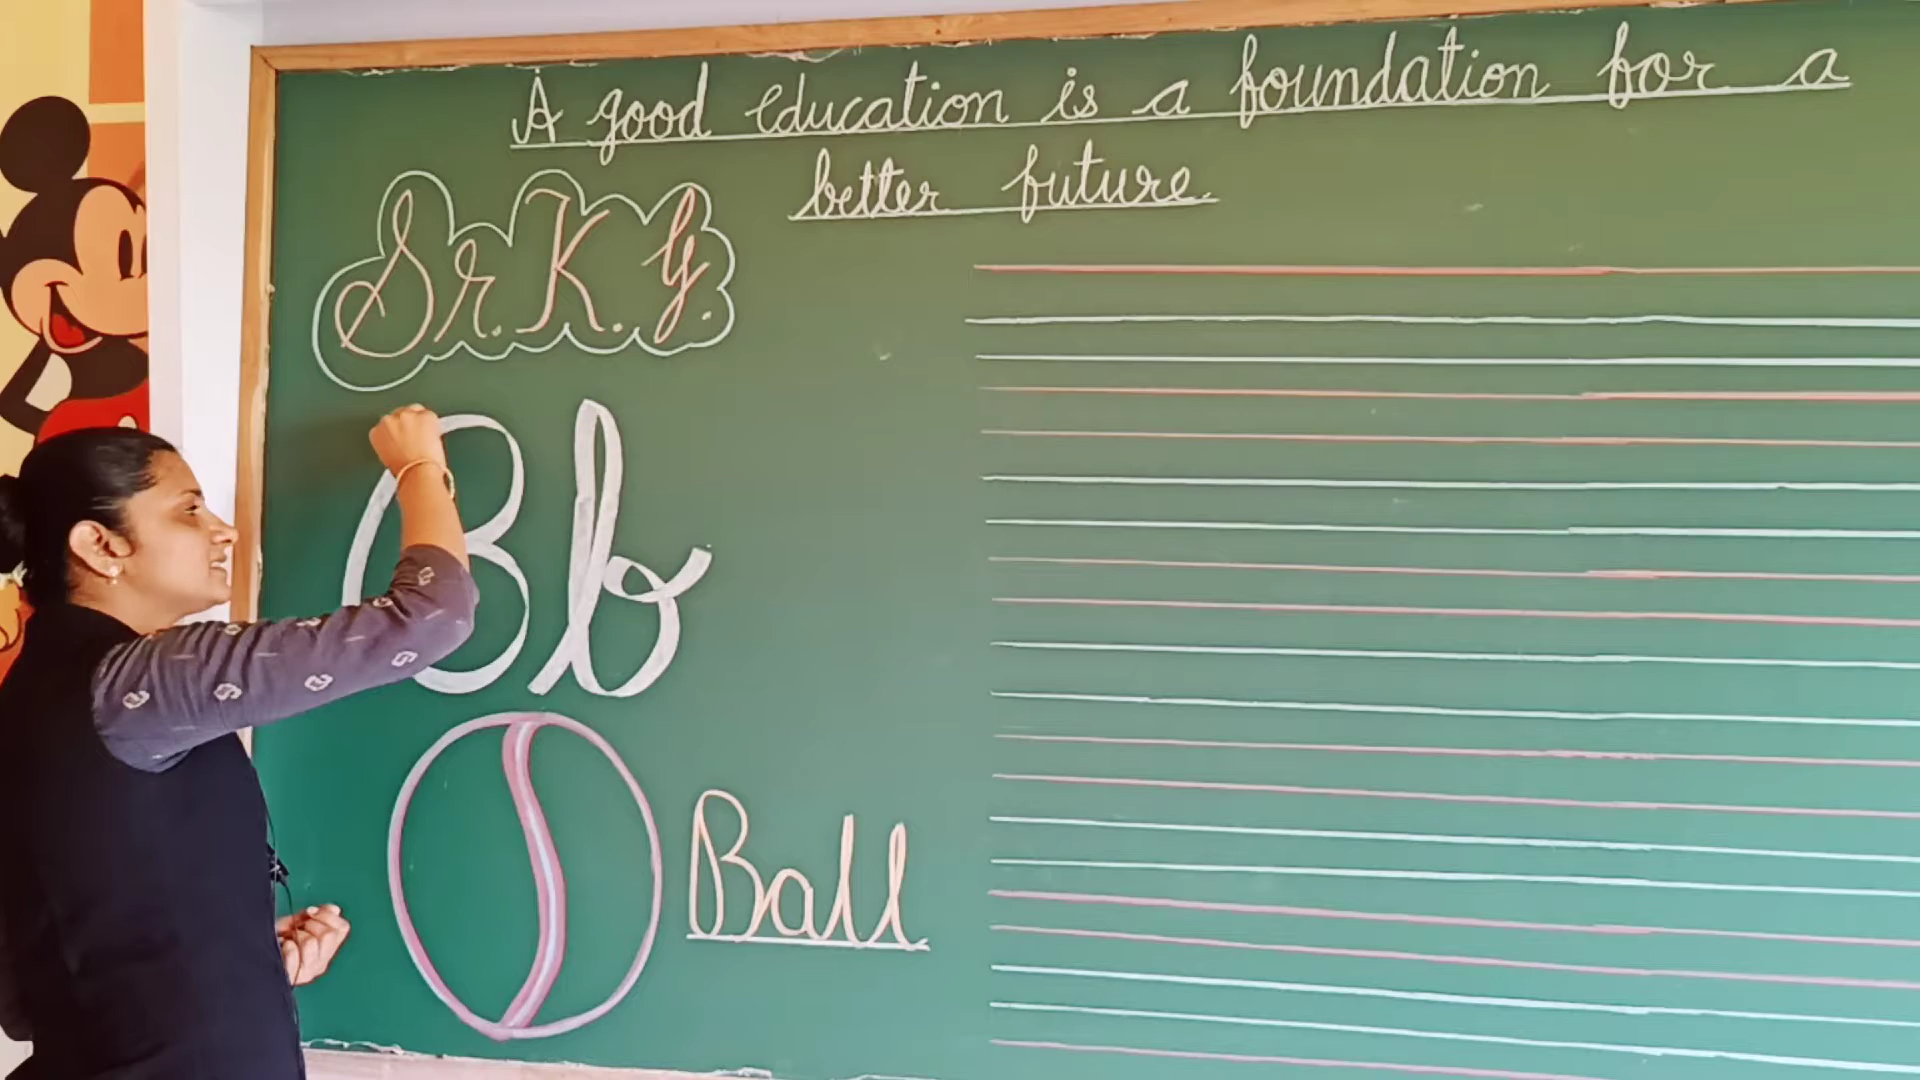 A good education is a foundation for a
better future.
Sr. K. G.
Bb
Ball